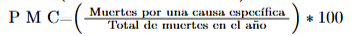 P M C=(Muertes por una causa específica / Total de muertes en el año) * 100